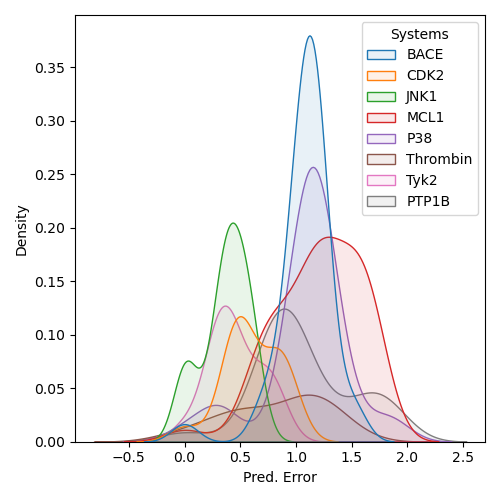 Systems
BACE
CDK2
JNK1
MCL1
P38
Thrombin
Tyk2
PTP1B
Density
0.35
0.30
0.25
0.20
0.15
0.10
0.05
0.00
−0.5 0.0 0.5 1.0 1.5 2.0 2.5
Pred. Error